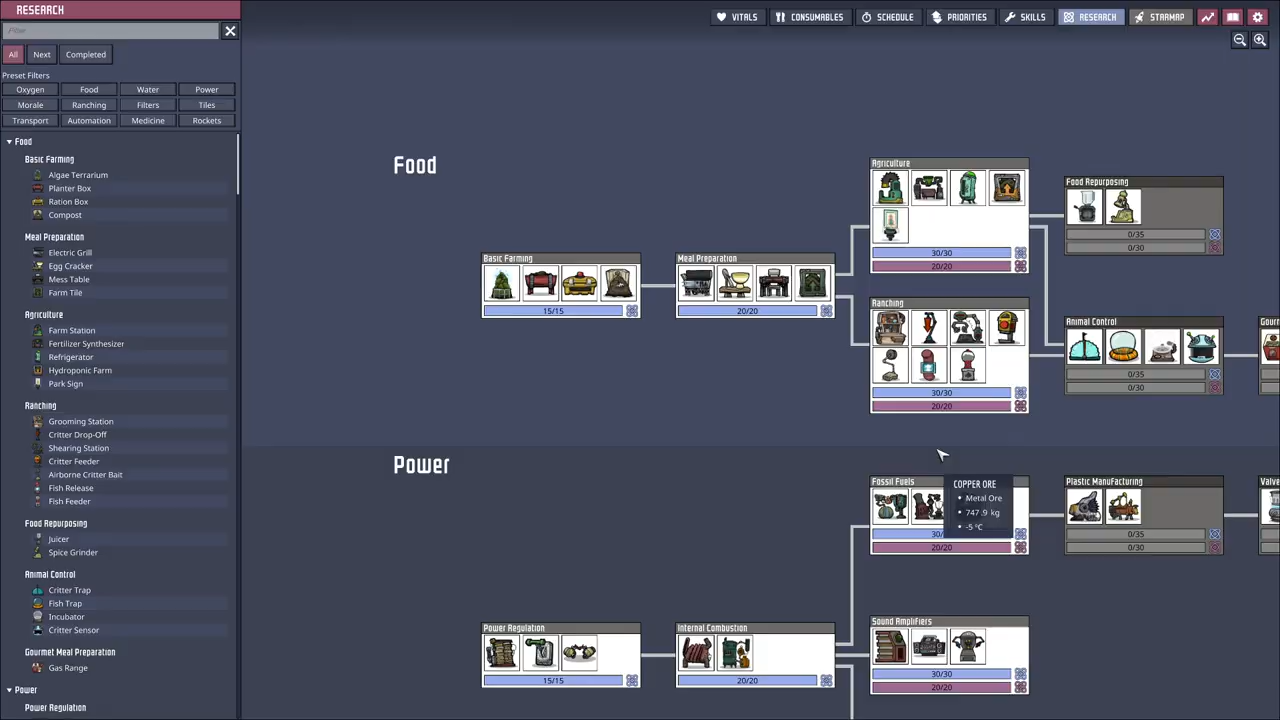 RESEARCH
VITALS
CONSUMABLES
SCHEDULE
PRIORITIES
SKILLS
RESEARCH
STARMAP
Filter
All
Next
Completed
Preset Filters
Oxygen
Food
Water
Power
Morale
Ranching
Filters
Tiles
Transport
Automation
Medicine
Rockets
Food
Basic Farming
Algae Terrarium
Planter Box
Ration Box
Compost
Meal Preparation
Electric Grill
Egg Cracker
Mess Table
Farm Tile
Agriculture
Farm Station
Fertilizer Synthesizer
Refrigerator
Hydroponic Farm
Park Sign
Ranching
Grooming Station
Critter Drop-Off
Shearing Station
Critter Feeder
Airborne Critter Bait
Fish Release
Fish Feeder
Food Repurposing
Juicer
Spice Grinder
Animal Control
Critter Trap
Fish Trap
Incubator
Critter Sensor
Gourmet Meal Preparation
Gas Range
Power
Power Regulation
Food
Basic Farming
15/15
Meal Preparation
20/20
Agriculture
30/30
20/20
Food Repurposing
0/35
0/30
Ranching
30/30
20/20
Animal Control
0/35
0/30
Gour
Power
Fossil Fuels
30/
20/20
COPPER ORE
• Metal Ore
• 747.9 kg
• -5 °C
Plastic Manufacturing
0/35
0/30
Valve
Power Regulation
15/15
Internal Combustion
20/20
Sound Amplifiers
30/30
20/20